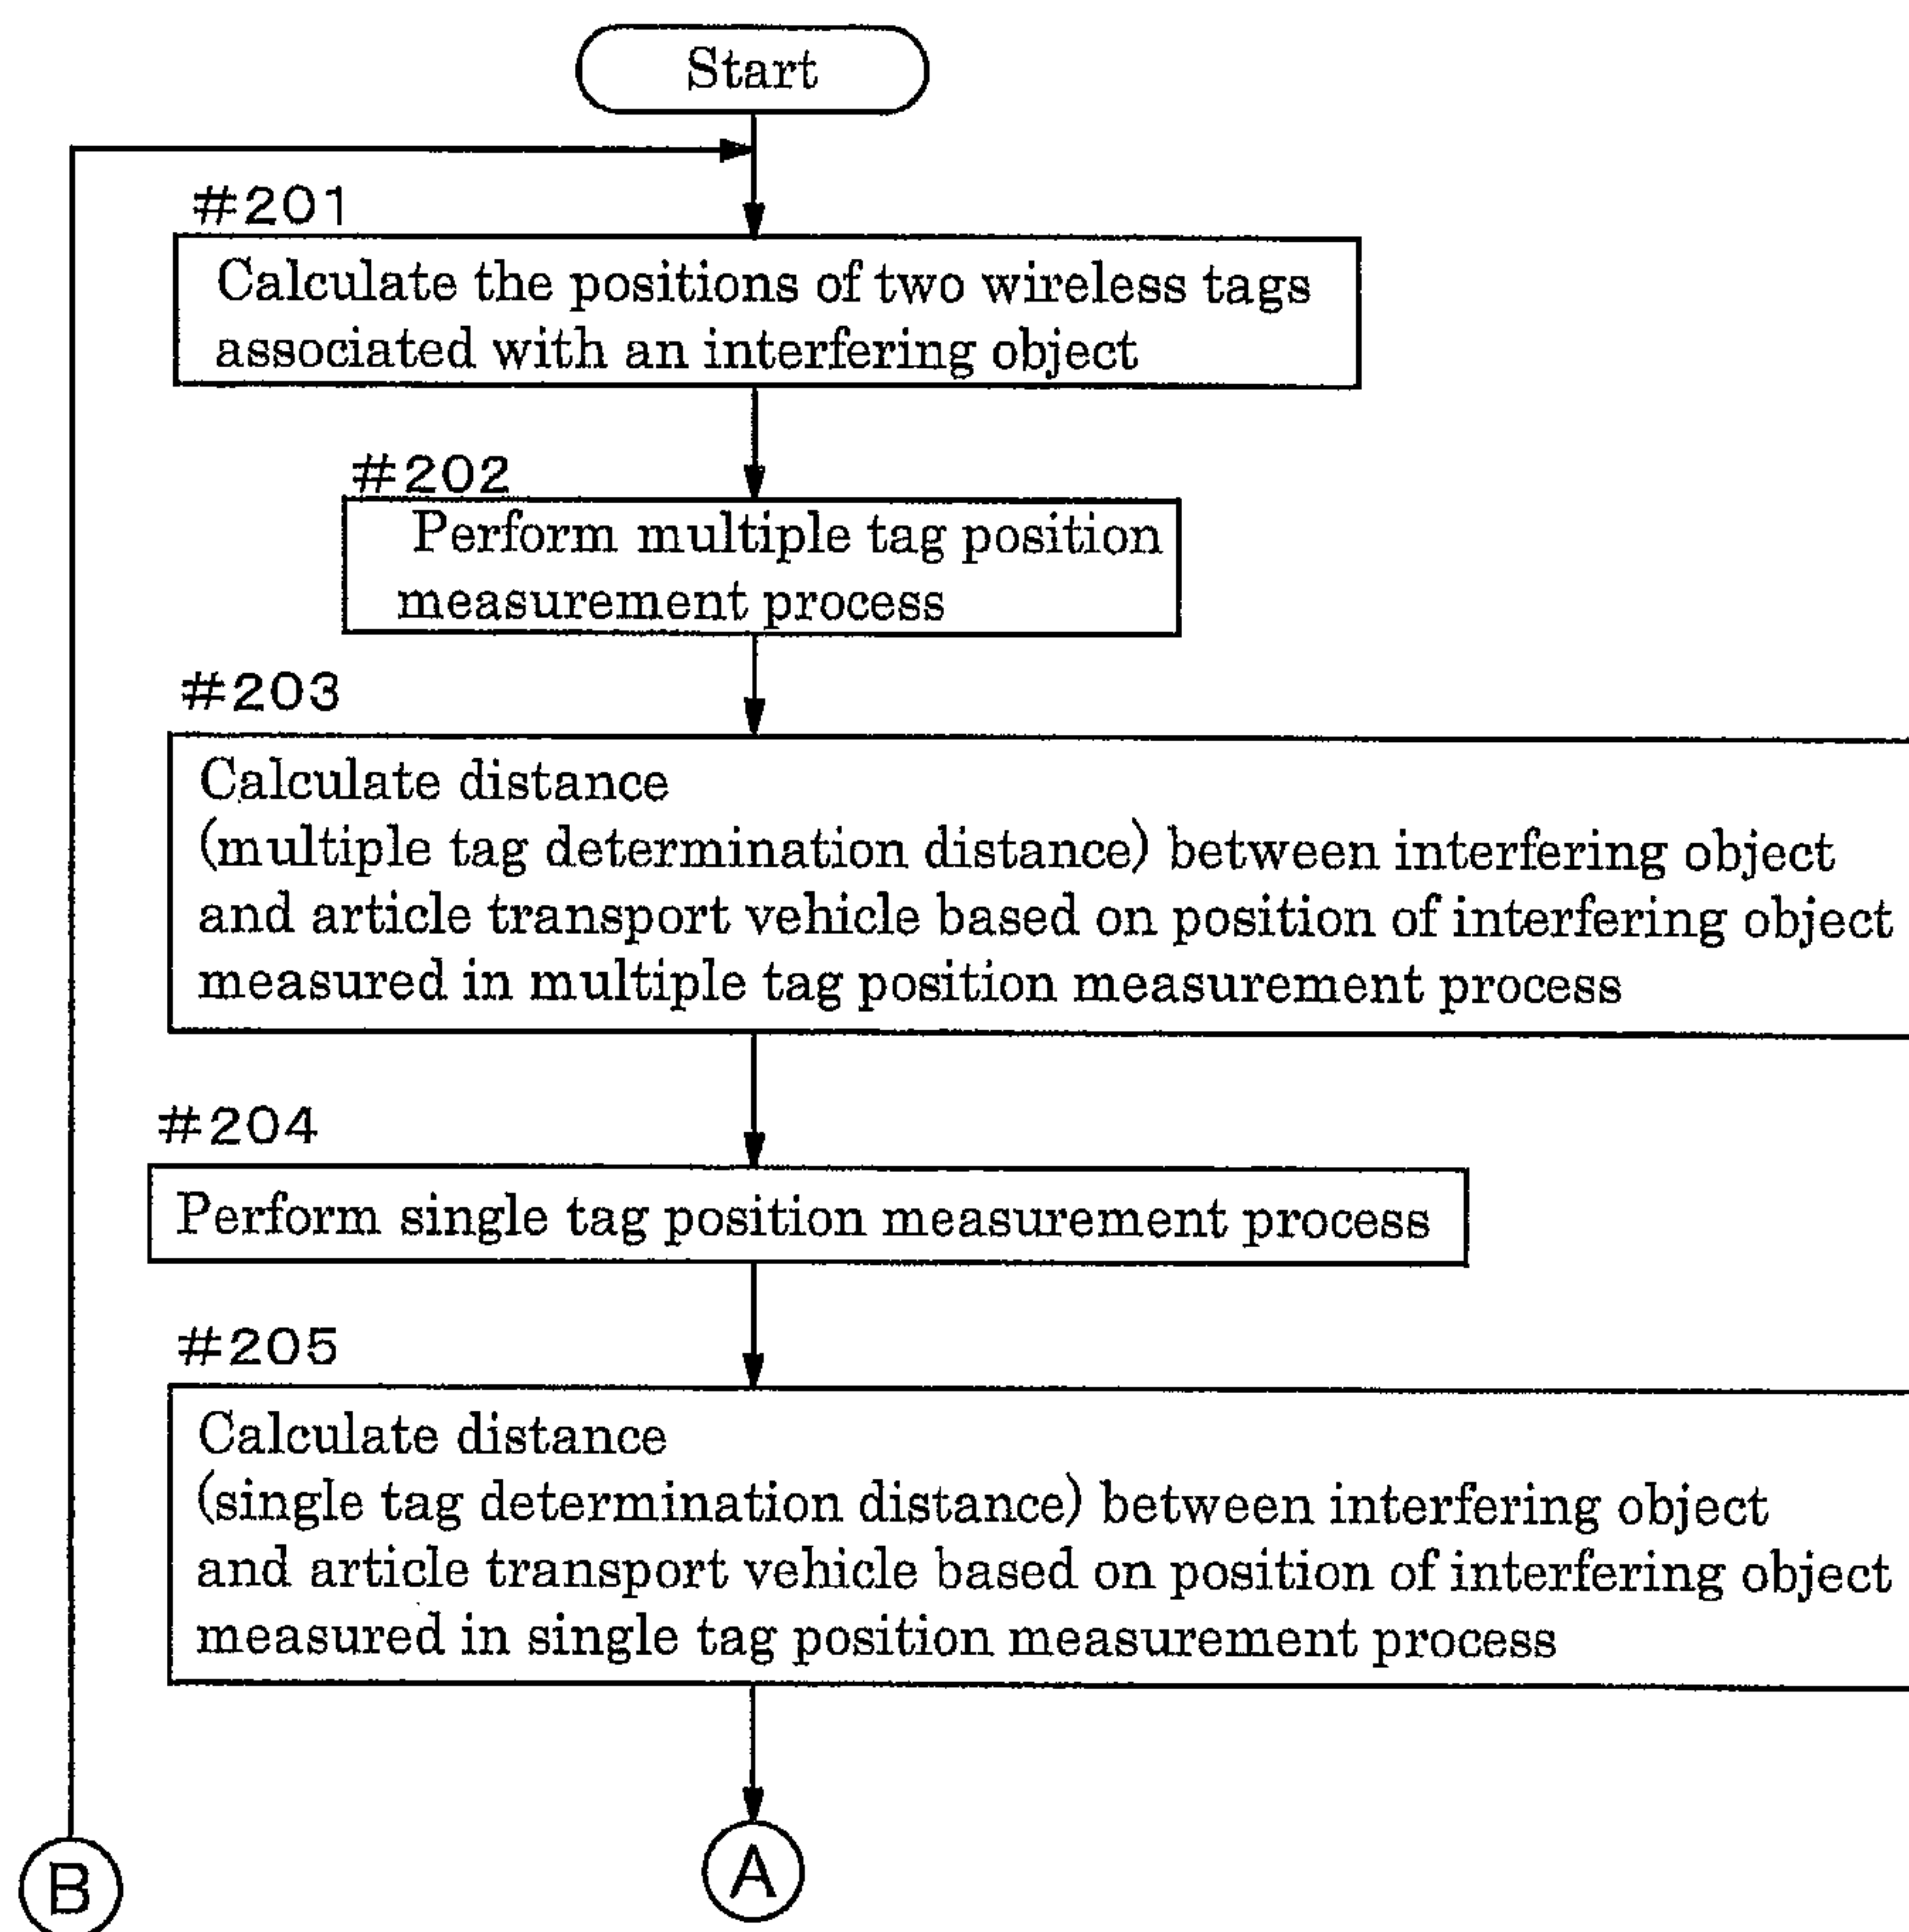 Start
#201
Calculate the positions of two wireless tags
associated with an interfering object
#202
Perform multiple tag position
measurement process
#203
Calculate distance
(multiple tag determination distance) between interfering object
and article transport vehicle based on position of interfering object
measured in multiple tag position measurement process
#204
Perform single tag position measurement process
#205
Calculate distance
(single tag determination distance) between interfering object
and article transport vehicle based on position of interfering object
measured in single tag position measurement process
B
A